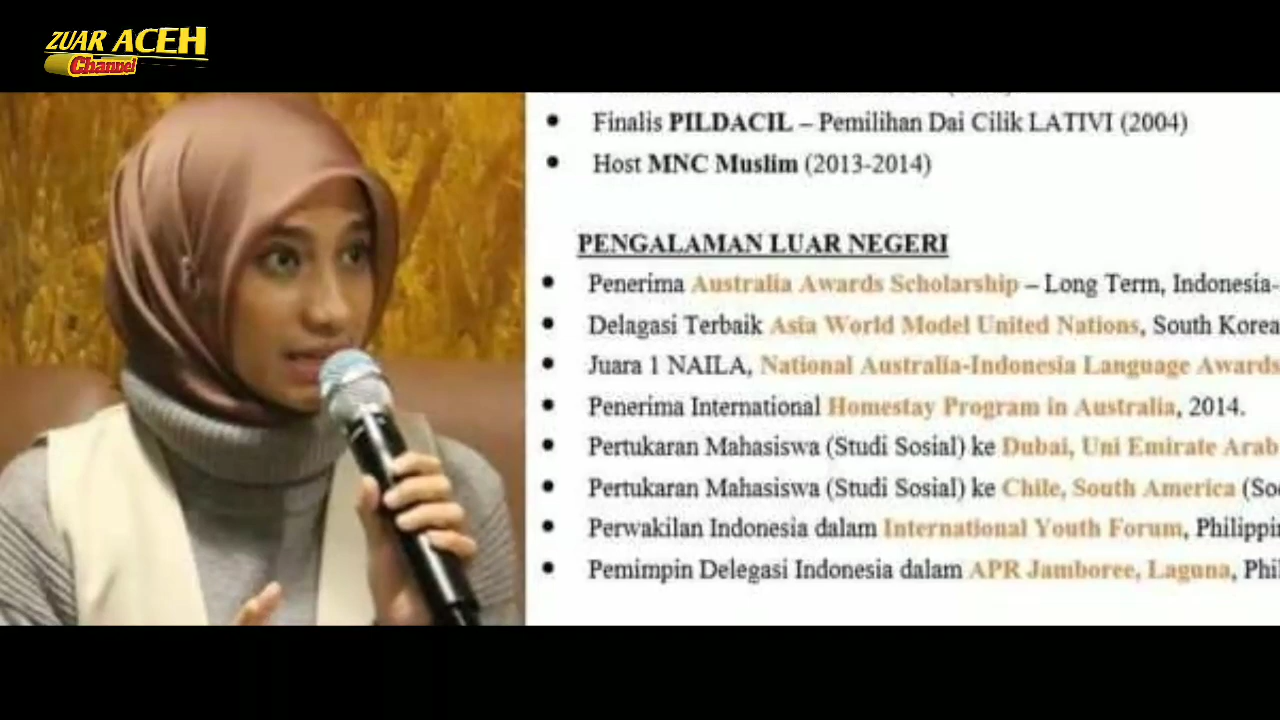 ZUAR ACEH
Channel
Finalis PILDACIL – Pemilihan Dai Cilik LATIVI (2004)
Host MNC Muslim (2013-2014)
PENGALAMAN LUAR NEGERI
Penerima Australia Awards Scholarship – Long Term, Indonesia-
Delagasi Terbaik Asia World Model United Nations, South Korea
Juara 1 NAILA, National Australia-Indonesia Language Awards
Penerima International Homestay Program in Australia, 2014.
Pertukaran Mahasiswa (Studi Sosial) ke Dubai, Uni Emirate Arab
Pertukaran Mahasiswa (Studi Sosial) ke Chile, South America
Perwakilan Indonesia dalam International Youth Forum,
Pemimpin Delegasi Indonesia dalam APR Jamboree, Laguna,